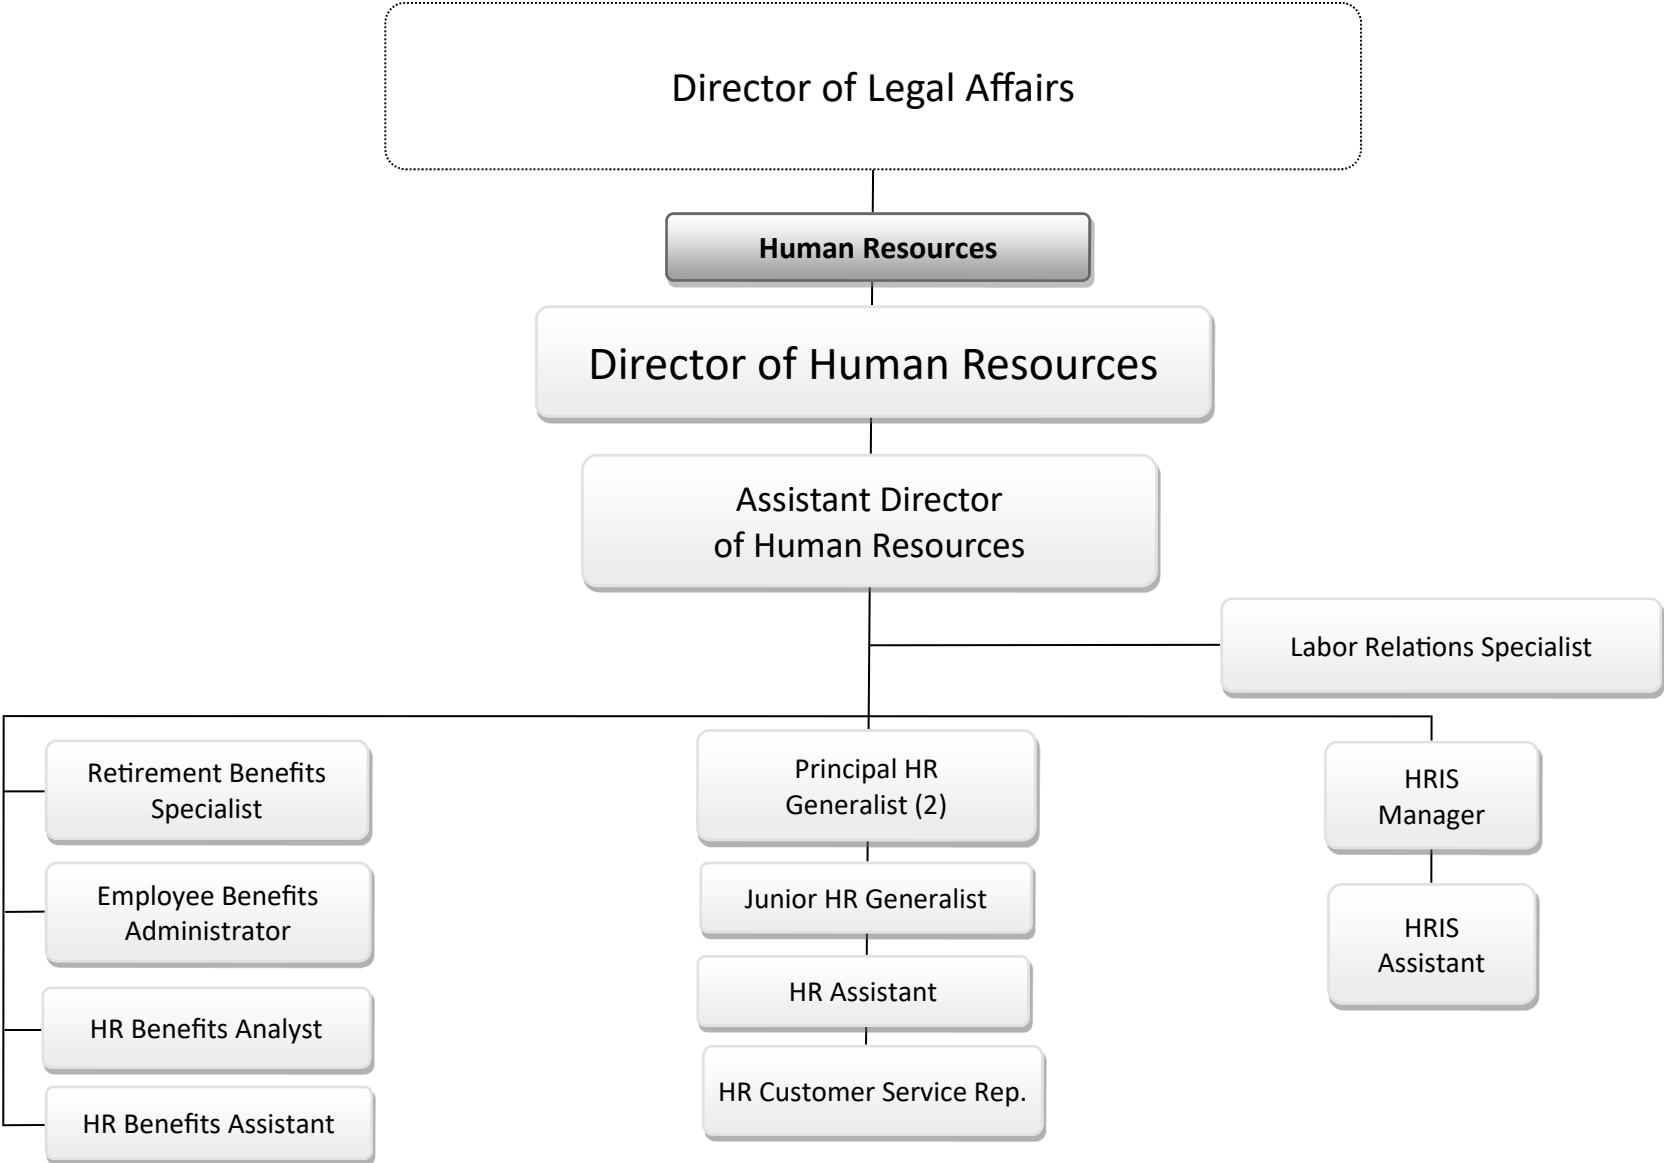 Director of Legal Affairs
Human Resources
Director of Human Resources
Assistant Director
of Human Resources
Labor Relations Specialist
Retirement Benefits
Specialist
Employee Benefits
Administrator
HR Benefits Analyst
HR Benefits Assistant
Principal HR
Generalist (2)
Junior HR Generalist
HR Assistant
HR Customer Service Rep.
HRIS
Manager
HRIS
Assistant